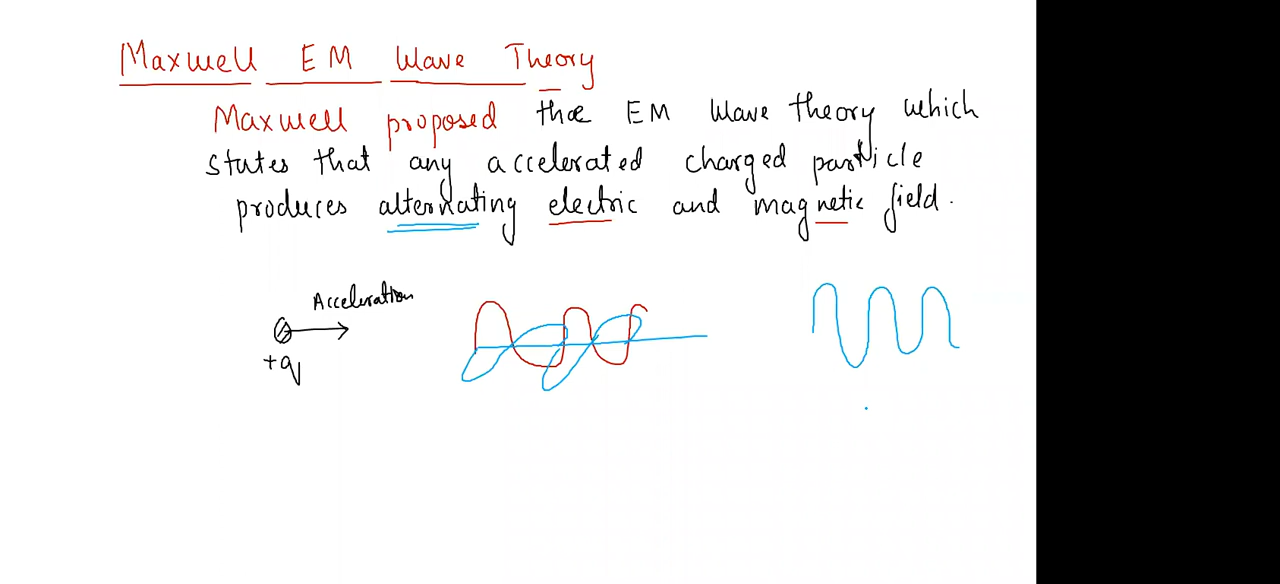 Maxwell EM Wave Theory
Maxwell proposed the EM Wave theory which
states that any accelerated charged particle
produces alternating electric and magnetic field.
Acceleration
+q